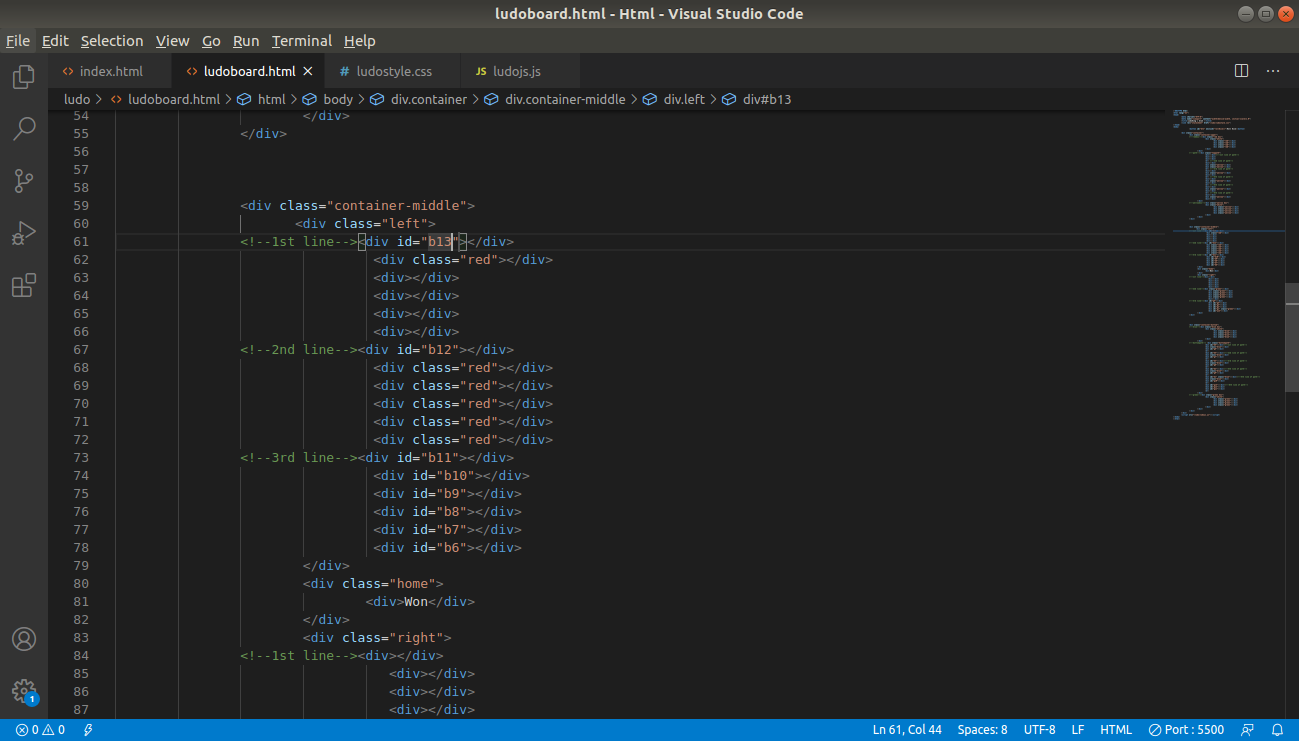 ludoboard.html - Html - Visual Studio Code
File Edit Selection View Go Run Terminal Help
<> index.html <> ludoboard.html × # ludostyle.css JS ludojs.js ···
ludo > <> ludoboard.html > html > body > div.container > div.container-middle > div.left > div#b13
54 </div>
55 </div>
56
57
58
59 <div class="container-middle">
60 <div class="left">
61 <!--1st line--><div id="b13"></div>
62 <div class="red"></div>
63 <div></div>
64 <div></div>
65 <div></div>
66 <div></div>
67 <!--2nd line--><div id="b12"></div>
68 <div class="red"></div>
69 <div class="red"></div>
70 <div class="red"></div>
71 <div class="red"></div>
72 <div class="red"></div>
73 <!--3rd line--><div id="b11"></div>
74 <div id="b10"></div>
75 <div id="b9"></div>
76 <div id="b8"></div>
77 <div id="b7"></div>
78 <div id="b6"></div>
79 </div>
80 <div class="home">
81 <div>Won</div>
82 </div>
83 <div class="right">
84 <!--1st line--><div></div>
85 <div></div>
86 <div></div>
87 <div></div>
1
0 0 Ln 61, Col 44 Spaces: 8 UTF-8 LF HTML Port : 5500